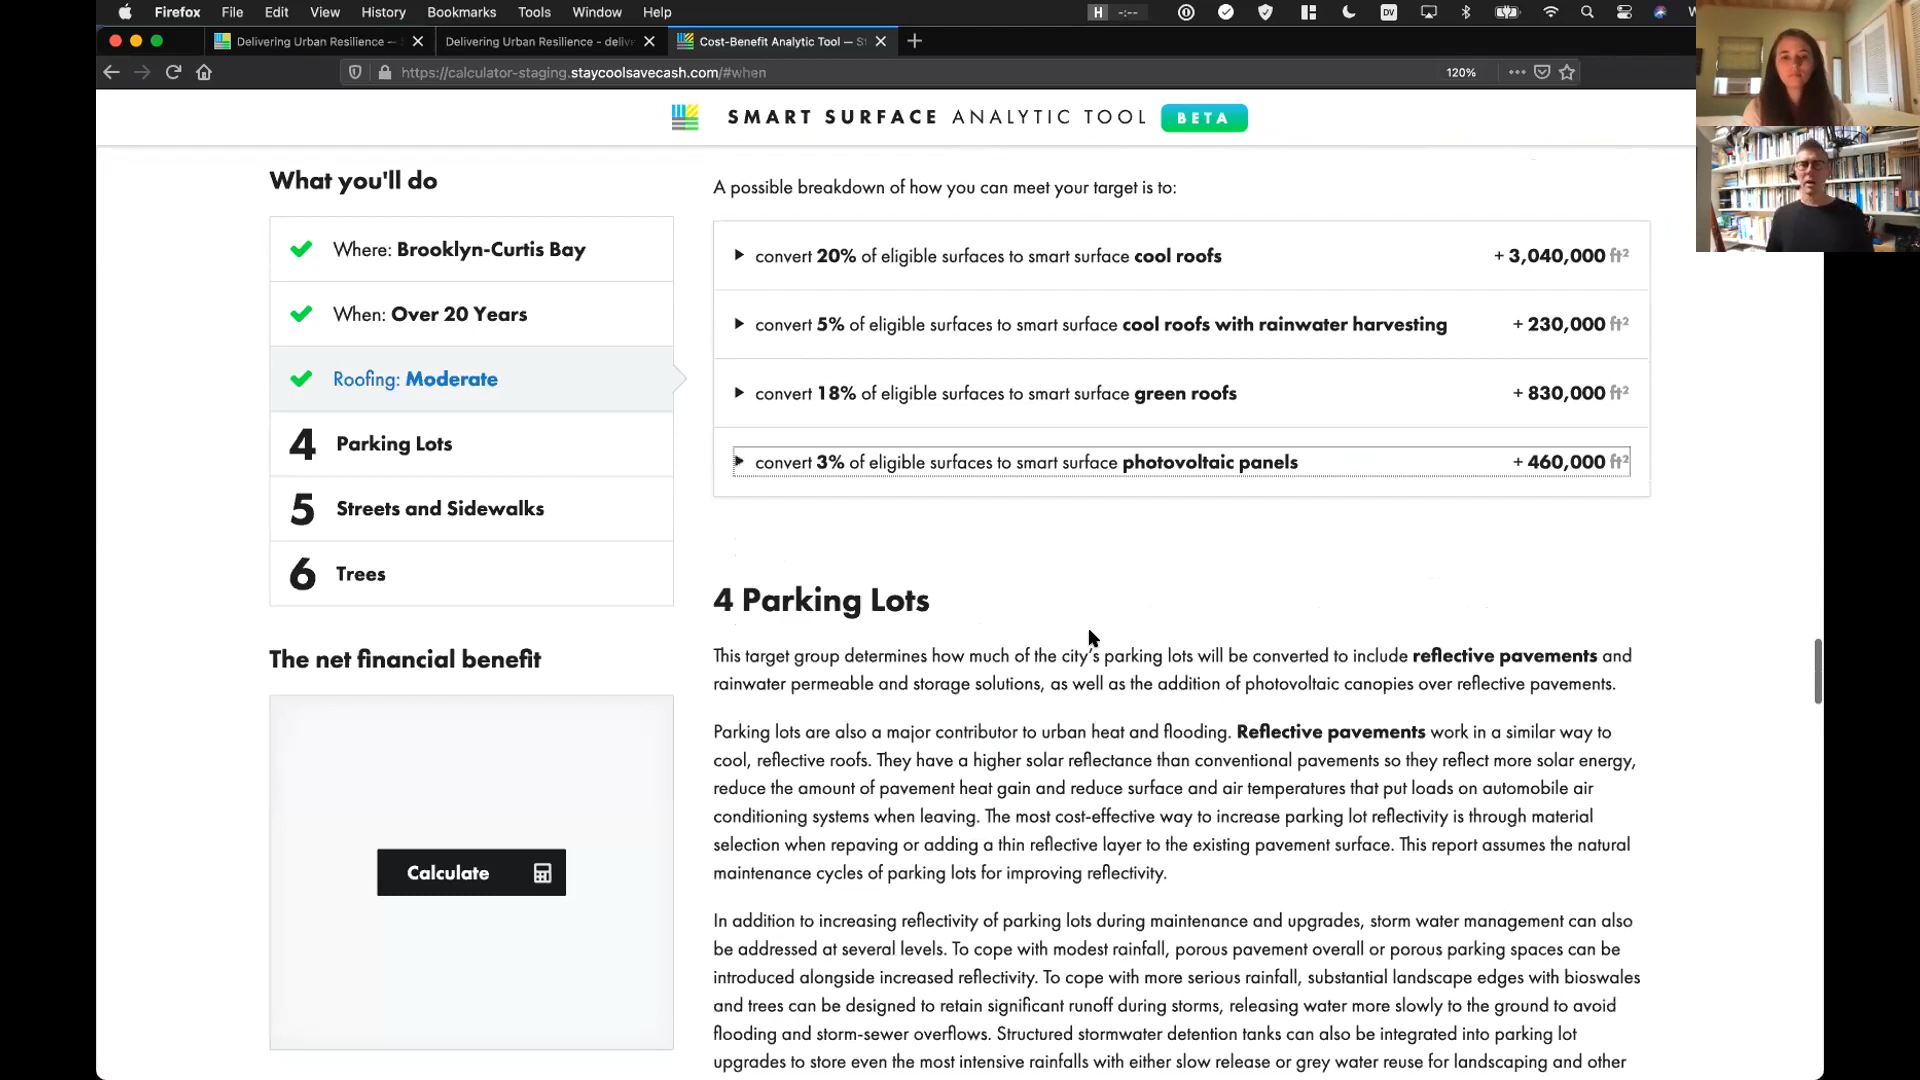 Firefox File Edit View History Bookmarks Tools Window Help H --:-- DV
Delivering Urban Resilience —
Delivering Urban Resilience - deliv
Cost-Benefit Analytic Tool — S
https://calculator-staging.staycoolsavecash.com/#when 120%
SMART SURFACE ANALYTIC TOOL BETA
What you'll do
Where: Brooklyn-Curtis Bay
When: Over 20 Years
Roofing: Moderate
4 Parking Lots
5 Streets and Sidewalks
6 Trees
The net financial benefit
Calculate
A possible breakdown of how you can meet your target is to:
convert 20% of eligible surfaces to smart surface cool roofs + 3,040,000 ft²
convert 5% of eligible surfaces to smart surface cool roofs with rainwater harvesting + 230,000 ft²
convert 18% of eligible surfaces to smart surface green roofs + 830,000 ft²
convert 3% of eligible surfaces to smart surface photovoltaic panels + 460,000 ft²
4 Parking Lots
This target group determines how much of the city's parking lots will be converted to include reflective pavements and
rainwater permeable and storage solutions, as well as the addition of photovoltaic canopies over reflective pavements.
Parking lots are also a major contributor to urban heat and flooding. Reflective pavements work in a similar way to
cool, reflective roofs. They have a higher solar reflectance than conventional pavements so they reflect more solar energy,
reduce the amount of pavement heat gain and reduce surface and air temperatures that put loads on automobile air
conditioning systems when leaving. The most cost-effective way to increase parking lot reflectivity is through material
selection when repaving or adding a thin reflective layer to the existing pavement surface. This report assumes the natural
maintenance cycles of parking lots for improving reflectivity.
In addition to increasing reflectivity of parking lots during maintenance and upgrades, storm water management can also
be addressed at several levels. To cope with modest rainfall, porous pavement overall or porous parking spaces can be
introduced alongside increased reflectivity. To cope with more serious rainfall, substantial landscape edges with bioswales
and trees can be designed to retain significant runoff during storms, releasing water more slowly to the ground to avoid
flooding and storm-sewer overflows. Structured stormwater detention tanks can also be integrated into parking lot
upgrades to store even the most intensive rainfalls with either slow release or grey water reuse for landscaping and other